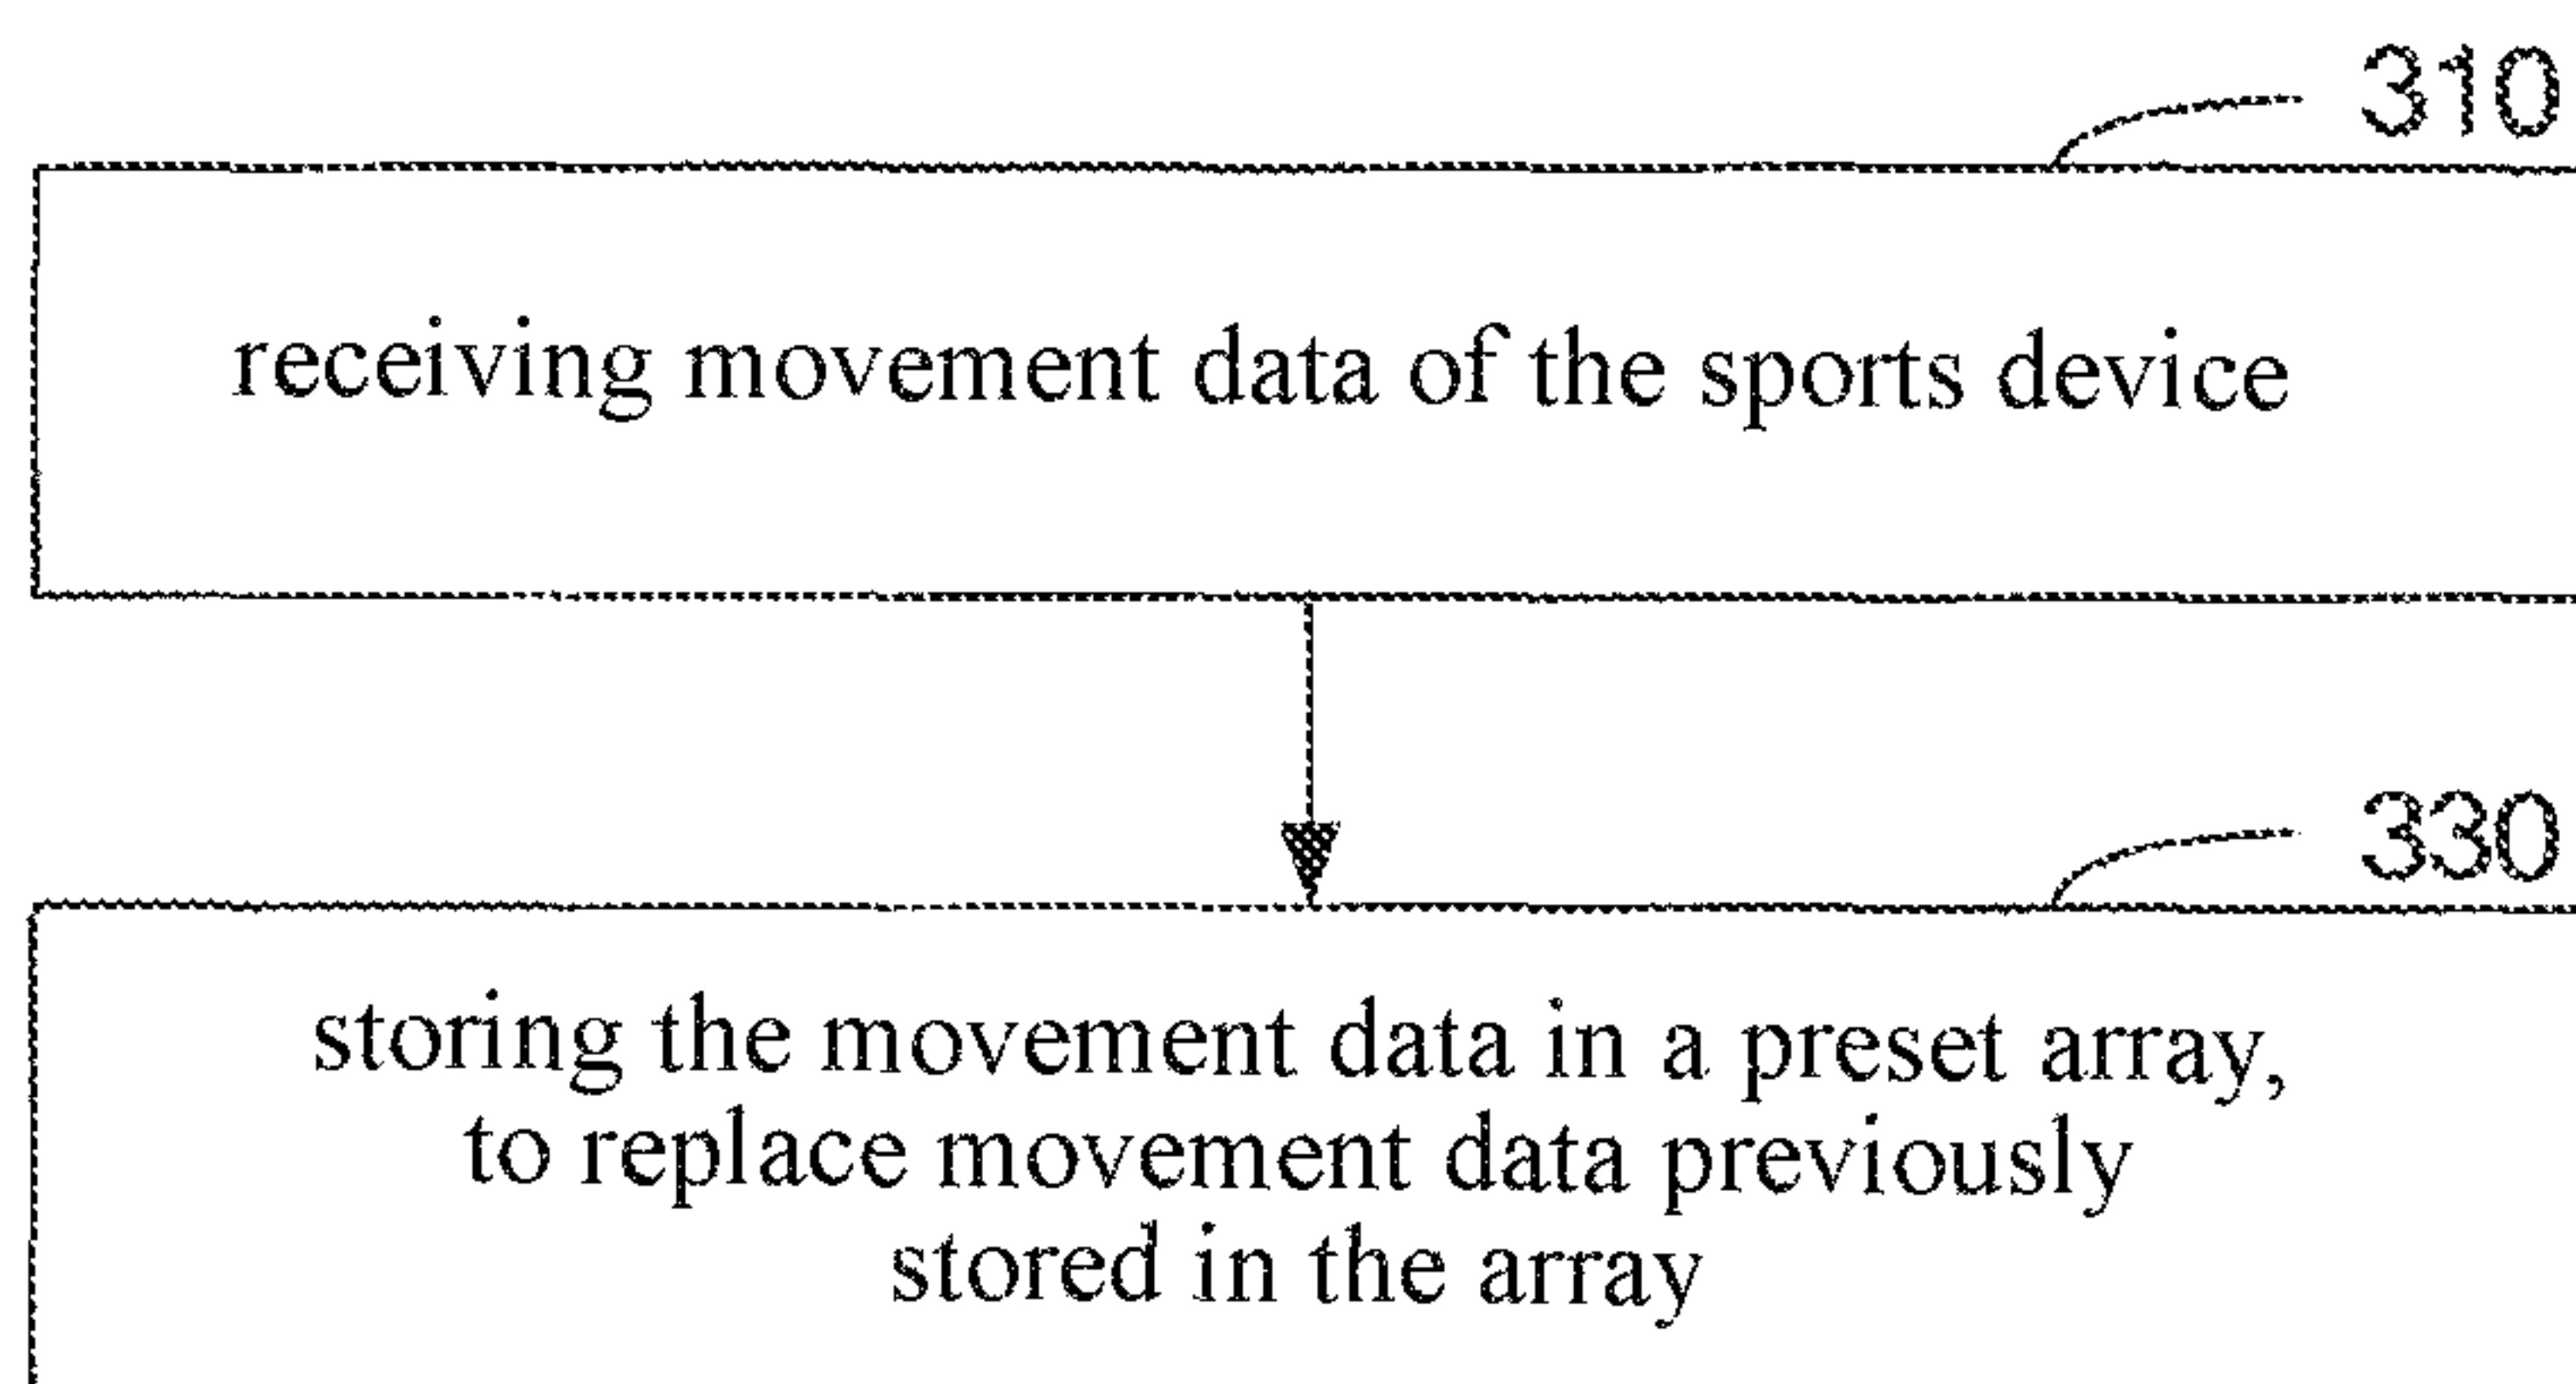 310
receiving movement data of the sports device
330
storing the movement data in a preset array,
to replace movement data previously
stored in the array